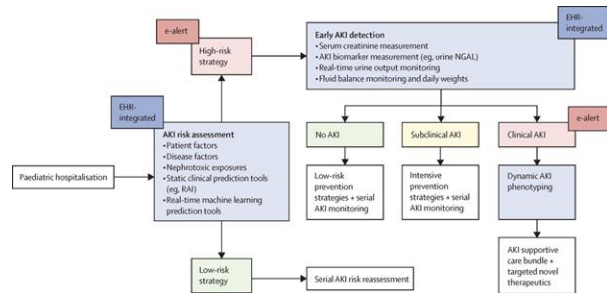 e-alert
High-risk
strategy
EHR-
integrated
Early AKI detection
•Serum creatinine measurement
•AKI biomarker measurement (eg, urine NGAL)
•Real-time urine output monitoring
•Fluid balance monitoring and daily weights
EHR-
integrated
AKI risk assessment
•Patient factors
•Disease factors
•Nephrotoxic exposures
•Static clinical prediction tools
(eg, RAI)
•Real-time machine learning
prediction tools
Paediatric hospitalisation
No AKI
Subclinical AKI
Clinical AKI
e-alert
Low-risk
prevention
strategies + serial
AKI monitoring
Intensive
prevention
strategies + serial
AKI monitoring
Dynamic AKI
phenotyping
AKI supportive
care bundle +
targeted novel
therapeutics
Low-risk
strategy
Serial AKI risk reassessment